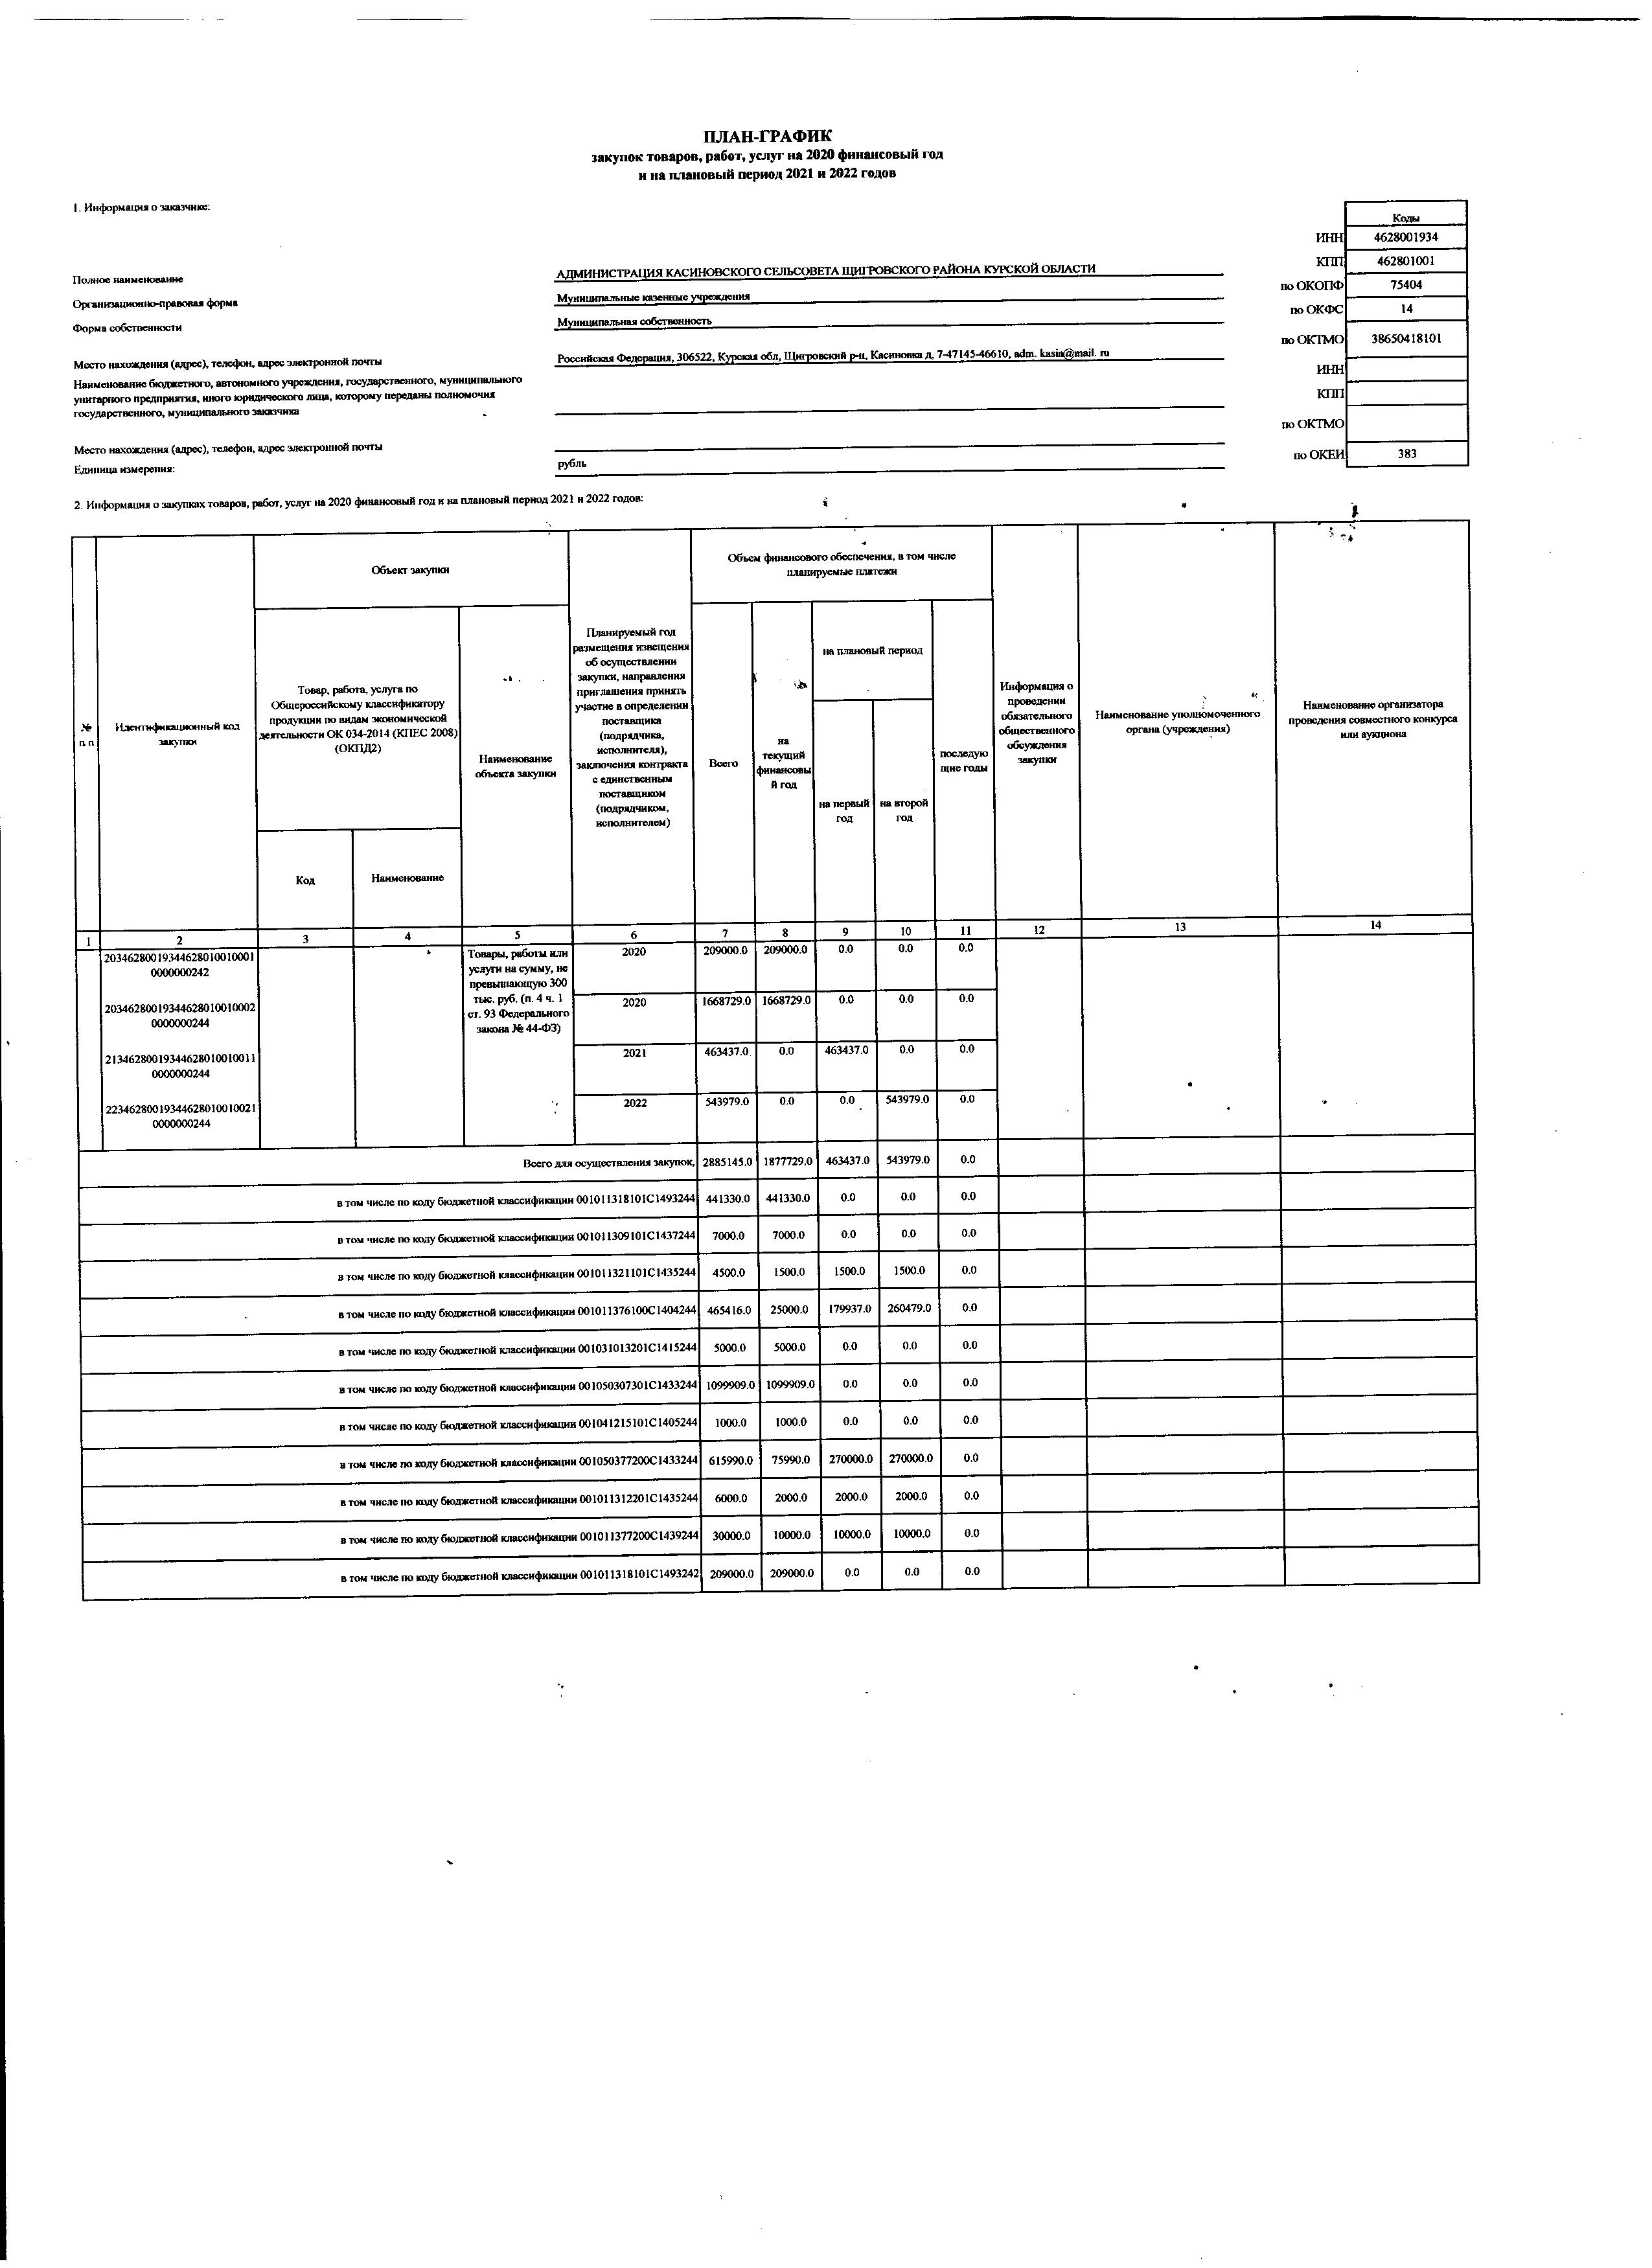 ПЛАН-ГРАФИК
закупок товаров, работ, услуг на 2020 финансовый год
и на плановый период 2021 и 2022 годов
1. Информация о заказчике:
Коды
ИНН 4628001934
Полное наименование АДМИНИСТРАЦИЯ КАСИНОВСКОГО СЕЛЬСОВЕТА ЩИГРОВСКОГО РАЙОНА КУРСКОЙ ОБЛАСТИ КПП 462801001
Организационно-правовая форма Муниципальные казенные учреждения по ОКОПФ 75404
Форма собственности Муниципальная собственность по ОКФС 14
Место нахождения (адрес), телефон, адрес электронной почты Российская Федерация, 306522, Курская обл, Щигровский р-н, Касиновка д, 7-47145-46610, adm. kasin@mail. ru по ОКТМО 38650418101
Наименование бюджетного, автономного учреждения, государственного, муниципального ИНН
унитарного предприятия, иного юридического лица, которому переданы полномочия КПП
государственного, муниципального заказчика
по ОКТМО
Место нахождения (адрес), телефон, адрес электронной почты
Единица измерения: рубль по ОКЕИ 383
2. Информация о закупках товаров, работ, услуг на 2020 финансовый год и на плановый период 2021 и 2022 годов:
№
п п
Идентификационный код
закупки
Объект закупки
Товар, работа, услуга по
Общероссийскому классификатору
продукции по видам экономической
деятельности ОК 034-2014 (КПЕС 2008)
(ОКПД2)
Код
Наименование
Наименование
объекта закупки
Планируемый год
размещения извещения
об осуществлении
закупки, направления
приглашения принять
участие в определении
поставщика
(подрядчика,
исполнителя),
заключения контракта
с единственным
поставщиком
(подрядчиком,
исполнителем)
Объем финансового обеспечения, в том числе
планируемые платежи
Всего
на
текущий
финансовы
й год
на плановый период
на первый
год
на второй
год
последую
щие годы
Информация о
проведении
обязательного
общественного
обсуждения
закупки
Наименование уполномоченного
органа (учреждения)
Наименование организатора
проведения совместного конкурса
или аукциона
1 2 3 4 5 6 7 8 9 10 11 12 13 14
20346280019344628010010001
0000000242
20346280019344628010010002
0000000244
21346280019344628010010011
0000000244
22346280019344628010010021
0000000244
Товары, работы или
услуги на сумму, не
превышающую 300
тыс. руб. (п. 4 ч. 1
ст. 93 Федерального
закона № 44-ФЗ)
2020 209000.0 209000.0 0.0 0.0 0.0
2020 1668729.0 1668729.0 0.0 0.0 0.0
2021 463437.0 0.0 463437.0 0.0 0.0
2022 543979.0 0.0 0.0 543979.0 0.0
Всего для осуществления закупок, 2885145.0 1877729.0 463437.0 543979.0 0.0
в том числе по коду бюджетной классификации 001011318101С1493244 441330.0 441330.0 0.0 0.0 0.0
в том числе по коду бюджетной классификации 001011309101С1437244 7000.0 7000.0 0.0 0.0 0.0
в том числе по коду бюджетной классификации 001011321101С1435244 4500.0 1500.0 1500.0 1500.0 0.0
в том числе по коду бюджетной классификации 001011376100С1404244 465416.0 25000.0 179937.0 260479.0 0.0
в том числе по коду бюджетной классификации 001031013201С1415244 5000.0 5000.0 0.0 0.0 0.0
в том числе по коду бюджетной классификации 001050307301С1433244 1099909.0 1099909.0 0.0 0.0 0.0
в том числе по коду бюджетной классификации 001041215101С1405244 1000.0 1000.0 0.0 0.0 0.0
в том числе по коду бюджетной классификации 001050377200С1433244 615990.0 75990.0 270000.0 270000.0 0.0
в том числе по коду бюджетной классификации 001011312201С1435244 6000.0 2000.0 2000.0 2000.0 0.0
в том числе по коду бюджетной классификации 001011377200С1439244 30000.0 10000.0 10000.0 10000.0 0.0
в том числе по коду бюджетной классификации 001011318101С1493242 209000.0 209000.0 0.0 0.0 0.0